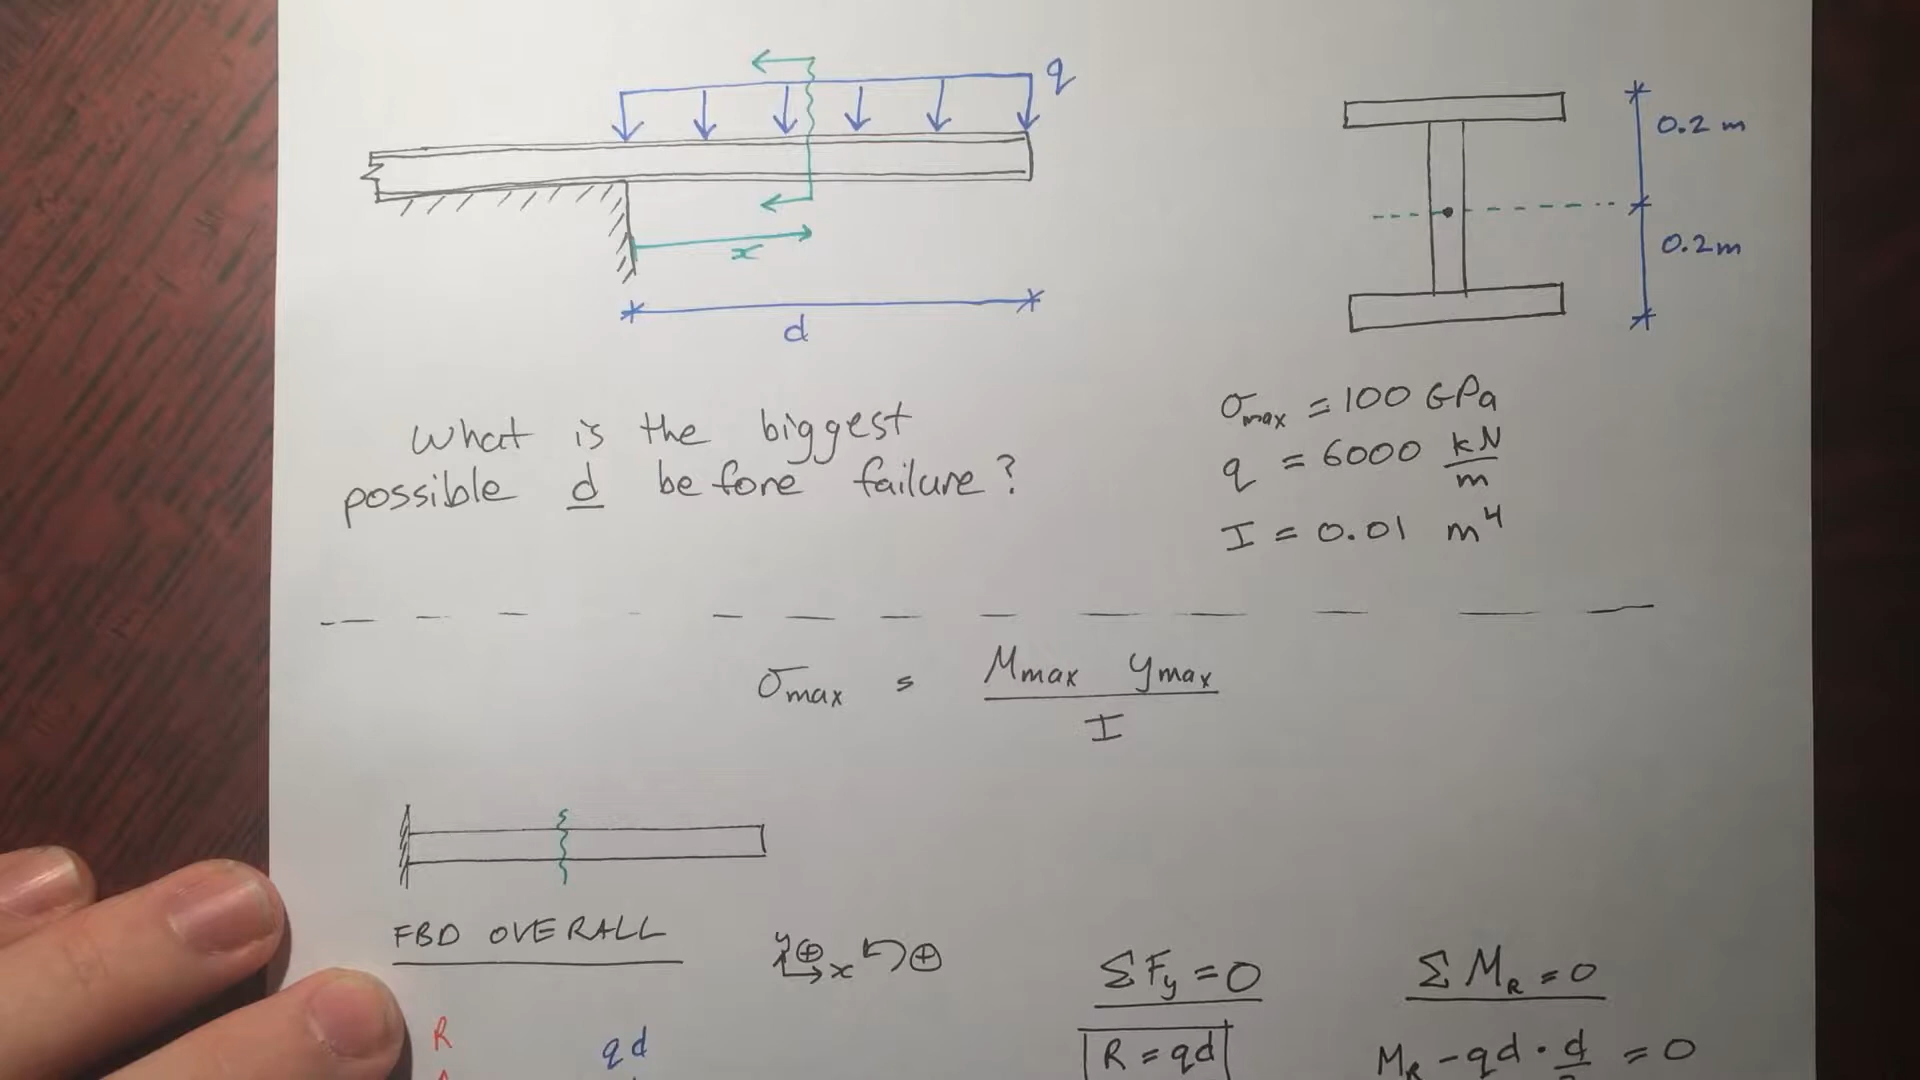 q
0.2 m
0.2m
x
d
What is the biggest
possible d before failure?
σmax = 100 GPa
q = 6000 kN/m
I = 0.01 m⁴
σmax = Mmax ymax / I
FBD OVERALL
y ⊕ x ⊕
ΣFy = 0
ΣMR = 0
R
qd
R = qd
MR - qd · d/2 = 0